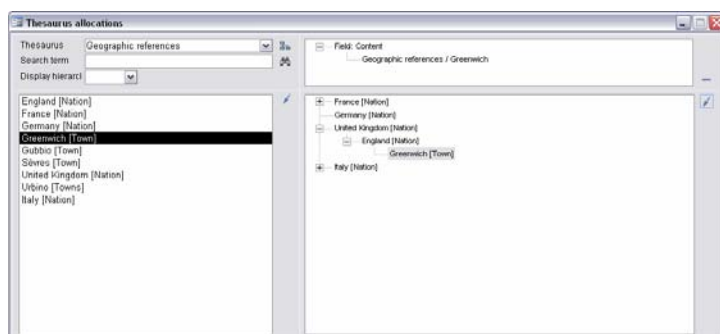 Thesaurus allocations
Thesaurus
Geographic references
Search term
Display hierarcl
England [Nation]
France [Nation]
Germany [Nation]
Greenwich [Town]
Gubbio [Town]
Sèvres [Town]
United Kingdom [Nation]
Urbino [Towns]
Italy [Nation]
Field: Content
Geographic references / Greenwich
France [Nation]
Germany [Nation]
United Kingdom [Nation]
England [Nation]
Greenwich [Town]
Italy [Nation]